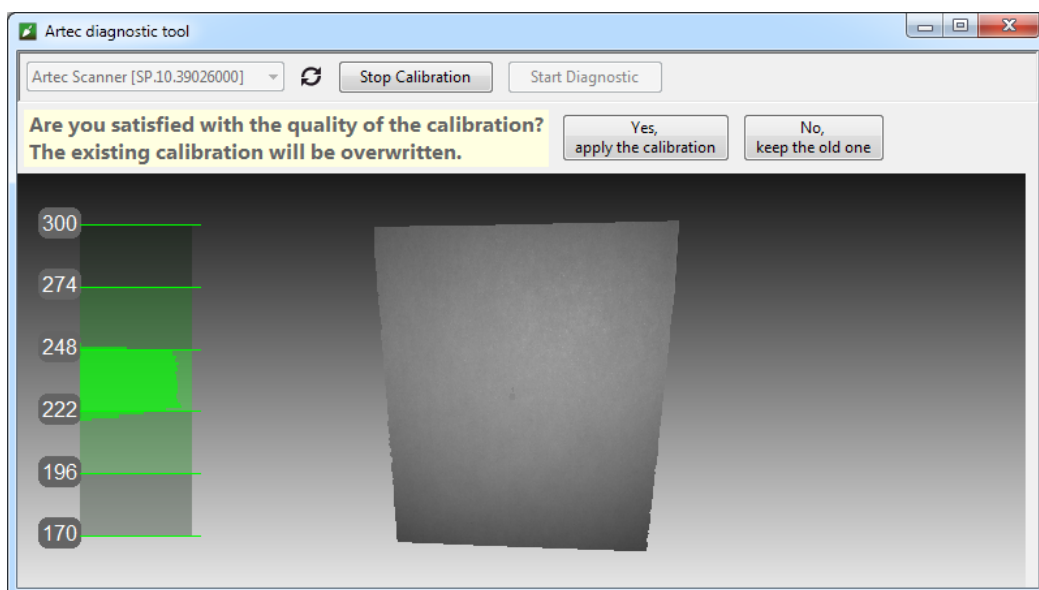 Artec diagnostic tool
Artec Scanner [SP.10.39026000]
Stop Calibration
Start Diagnostic
Are you satisfied with the quality of the calibration?
The existing calibration will be overwritten.
Yes,
apply the calibration
No,
keep the old one
300
274
248
222
196
170